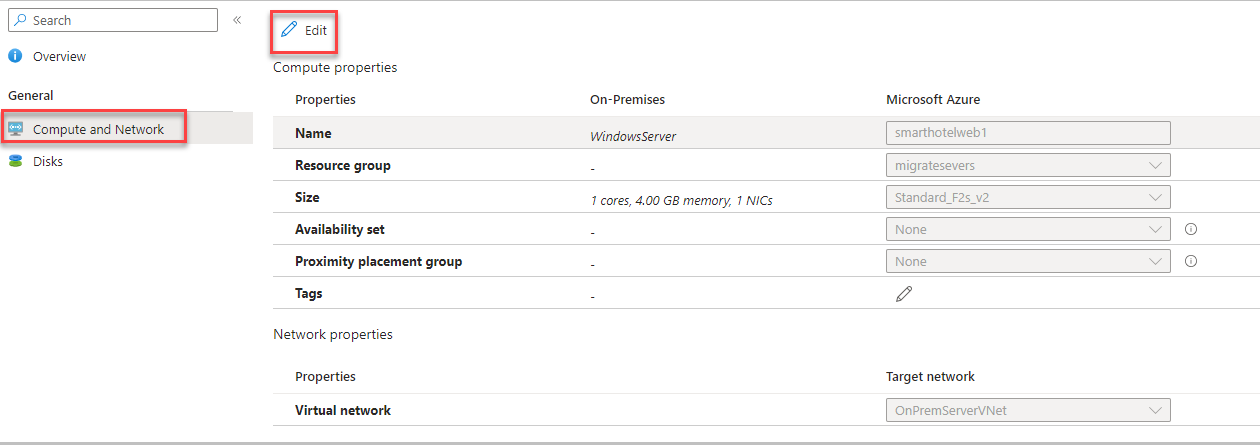 Search
Overview
General
Compute and Network
Disks
Edit
Compute properties
Properties On-Premises Microsoft Azure
Name WindowsServer smarthotelweb1
Resource group - migratesevers
Size 1 cores, 4.00 GB memory, 1 NICs Standard_F2s_v2
Availability set - None
Proximity placement group - None
Tags -
Network properties
Properties Target network
Virtual network OnPremServerVNet